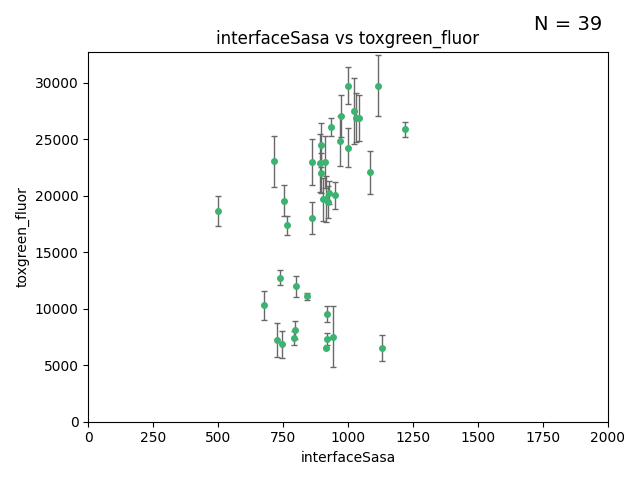 N = 39
interfaceSasa vs toxgreen_fluor
toxgreen_fluor
30000
25000
20000
15000
10000
5000
0
0 250 500 750 1000 1250 1500 1750 2000
interfaceSasa